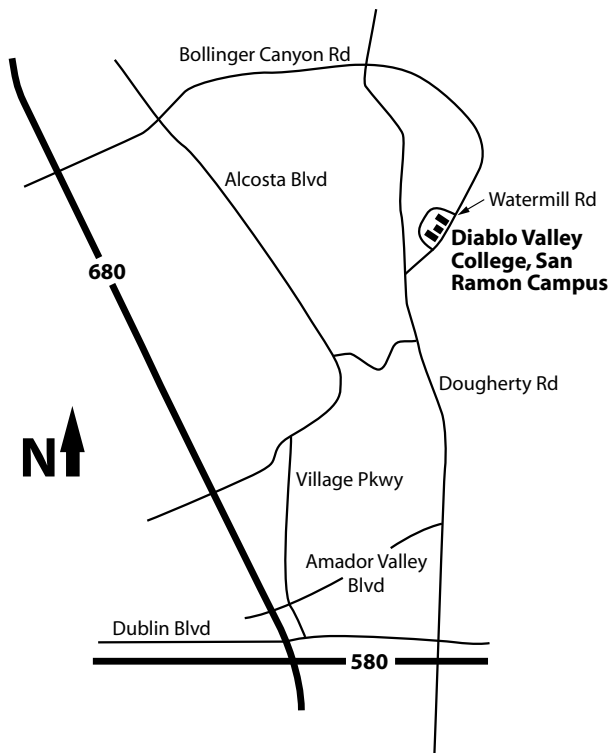 Bollinger Canyon Rd
Alcosta Blvd
Watermill Rd
Diablo Valley
College, San
Ramon Campus
680
Dougherty Rd
N
Village Pkwy
Amador Valley
Blvd
Dublin Blvd
580